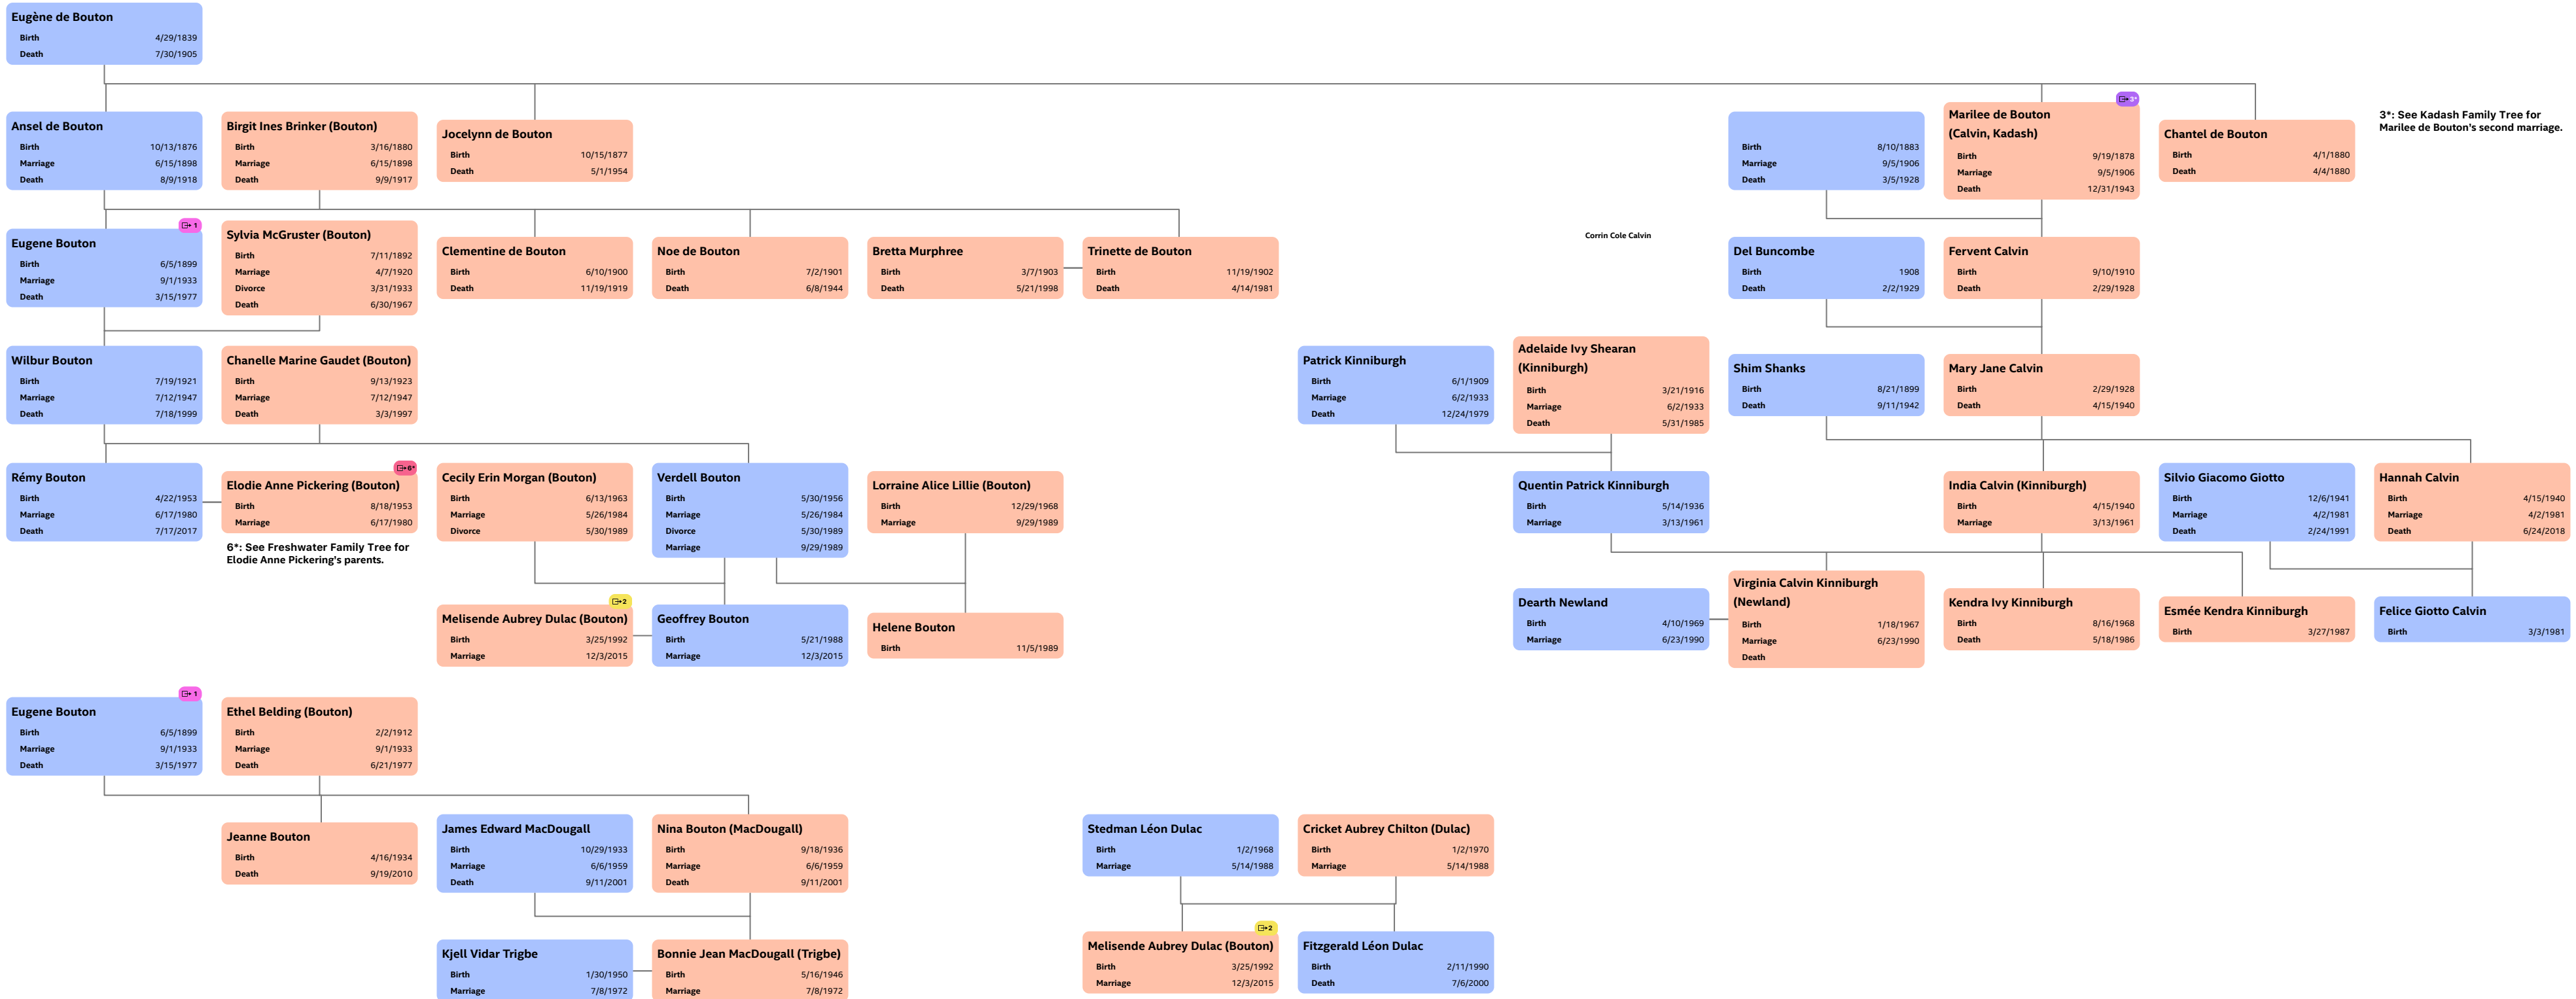 Eugène de Bouton
Birth 4/29/1839
Death 7/30/1905
Ansel de Bouton
Birth 10/13/1876
Marriage 6/15/1898
Death 8/9/1918
Birgit Ines Brinker (Bouton)
Birth 3/16/1880
Marriage 6/15/1898
Death 9/9/1917
Jocelynn de Bouton
Birth 10/15/1877
Death 5/1/1954
Birth 8/10/1883
Marriage 9/5/1906
Death 3/5/1928
3*
Marilee de Bouton
(Calvin, Kadash)
Birth 9/19/1878
Marriage 9/5/1906
Death 12/31/1943
Chantel de Bouton
Birth 4/1/1880
Death 4/4/1880
3*: See Kadash Family Tree for
Marilee de Bouton's second marriage.
1
Eugene Bouton
Birth 6/5/1899
Marriage 9/1/1933
Death 3/15/1977
Sylvia McGruster (Bouton)
Birth 7/11/1892
Marriage 4/7/1920
Divorce 3/31/1933
Death 6/30/1967
Clementine de Bouton
Birth 6/10/1900
Death 11/19/1919
Noe de Bouton
Birth 7/2/1901
Death 6/8/1944
Bretta Murphree
Birth 3/7/1903
Death 5/21/1998
Trinette de Bouton
Birth 11/19/1902
Death 4/14/1981
Corrin Cole Calvin
Del Buncombe
Birth 1908
Death 2/2/1929
Fervent Calvin
Birth 9/10/1910
Death 2/29/1928
Wilbur Bouton
Birth 7/19/1921
Marriage 7/12/1947
Death 7/18/1999
Chanelle Marine Gaudet (Bouton)
Birth 9/13/1923
Marriage 7/12/1947
Death 3/3/1997
Patrick Kinniburgh
Birth 6/1/1909
Marriage 6/2/1933
Death 12/24/1979
Adelaide Ivy Shearan
(Kinniburgh)
Birth 3/21/1916
Marriage 6/2/1933
Death 5/31/1985
Shim Shanks
Birth 8/21/1899
Death 9/11/1942
Mary Jane Calvin
Birth 2/29/1928
Death 4/15/1940
Rémy Bouton
Birth 4/22/1953
Marriage 6/17/1980
Death 7/17/2017
6*
Elodie Anne Pickering (Bouton)
Birth 8/18/1953
Marriage 6/17/1980
6*: See Freshwater Family Tree for
Elodie Anne Pickering's parents.
Cecily Erin Morgan (Bouton)
Birth 6/13/1963
Marriage 5/26/1984
Divorce 5/30/1989
Verdell Bouton
Birth 5/30/1956
Marriage 5/26/1984
Divorce 5/30/1989
Marriage 9/29/1989
Lorraine Alice Lillie (Bouton)
Birth 12/29/1968
Marriage 9/29/1989
Quentin Patrick Kinniburgh
Birth 5/14/1936
Marriage 3/13/1961
India Calvin (Kinniburgh)
Birth 4/15/1940
Marriage 3/13/1961
Silvio Giacomo Giotto
Birth 12/6/1941
Marriage 4/2/1981
Death 2/24/1991
Hannah Calvin
Birth 4/15/1940
Marriage 4/2/1981
Death 6/24/2018
2
Melisende Aubrey Dulac (Bouton)
Birth 3/25/1992
Marriage 12/3/2015
Geoffrey Bouton
Birth 5/21/1988
Marriage 12/3/2015
Helene Bouton
Birth 11/5/1989
Dearth Newland
Birth 4/10/1969
Marriage 6/23/1990
Virginia Calvin Kinniburgh
(Newland)
Birth 1/18/1967
Marriage 6/23/1990
Death
Kendra Ivy Kinniburgh
Birth 8/16/1968
Death 5/18/1986
Esmée Kendra Kinniburgh
Birth 3/27/1987
Felice Giotto Calvin
Birth 3/3/1981
1
Eugene Bouton
Birth 6/5/1899
Marriage 9/1/1933
Death 3/15/1977
Ethel Belding (Bouton)
Birth 2/2/1912
Marriage 9/1/1933
Death 6/21/1977
Jeanne Bouton
Birth 4/16/1934
Death 9/19/2010
James Edward MacDougall
Birth 10/29/1933
Marriage 6/6/1959
Death 9/11/2001
Nina Bouton (MacDougall)
Birth 9/18/1936
Marriage 6/6/1959
Death 9/11/2001
Stedman Léon Dulac
Birth 1/2/1968
Marriage 5/14/1988
Cricket Aubrey Chilton (Dulac)
Birth 1/2/1970
Marriage 5/14/1988
Kjell Vidar Trigbe
Birth 1/30/1950
Marriage 7/8/1972
Bonnie Jean MacDougall (Trigbe)
Birth 5/16/1946
Marriage 7/8/1972
2
Melisende Aubrey Dulac (Bouton)
Birth 3/25/1992
Marriage 12/3/2015
Fitzgerald Léon Dulac
Birth 2/11/1990
Death 7/6/2000